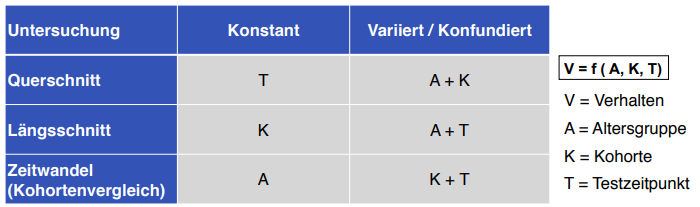 Untersuchung Konstant Variiert / Konfundiert
Querschnitt T A + K
Längsschnitt K A + T
Zeitwandel
(Kohortenvergleich) A K + T
V = f ( A, K, T)
V = Verhalten
A = Altersgruppe
K = Kohorte
T = Testzeitpunkt